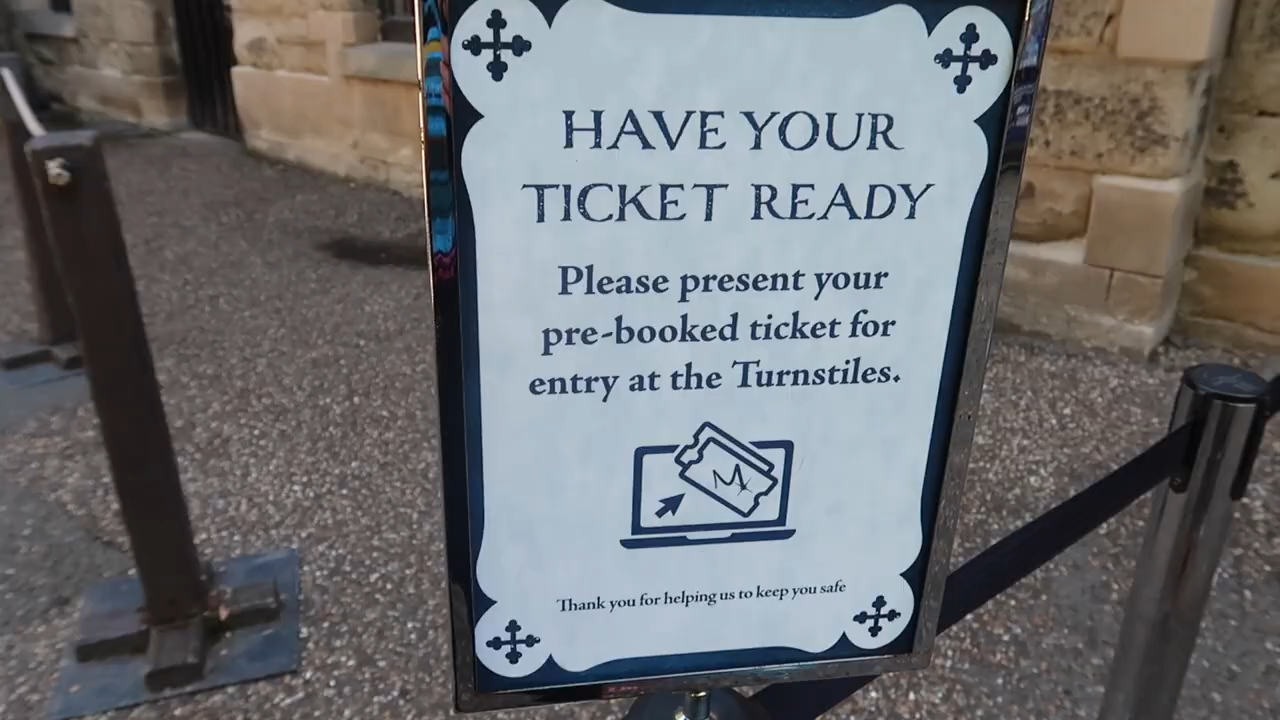 HAVE YOUR
TICKET READY
Please present your
pre-booked ticket for
entry at the Turnstiles.
M
Thank you for helping us to keep you safe